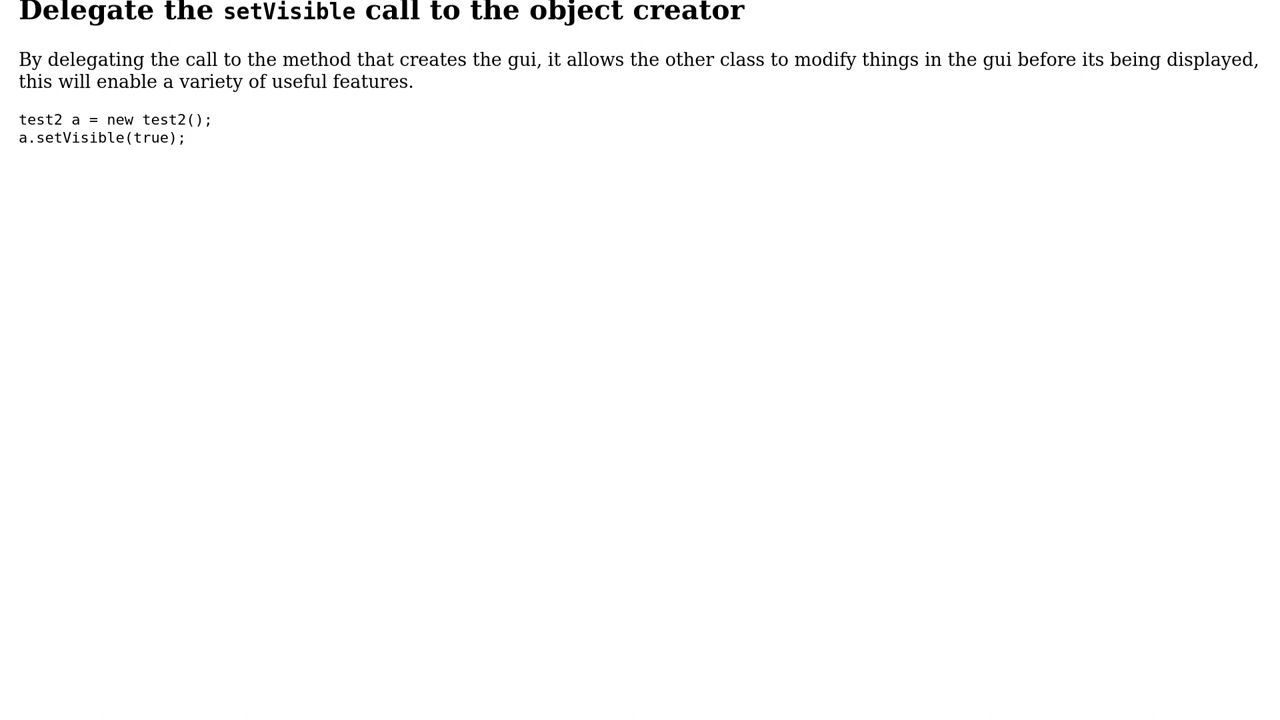 Delegate the setVisible call to the object creator
By delegating the call to the method that creates the gui, it allows the other class to modify things in the gui before its being displayed,
this will enable a variety of useful features.
test2 a = new test2();
a.setVisible(true);